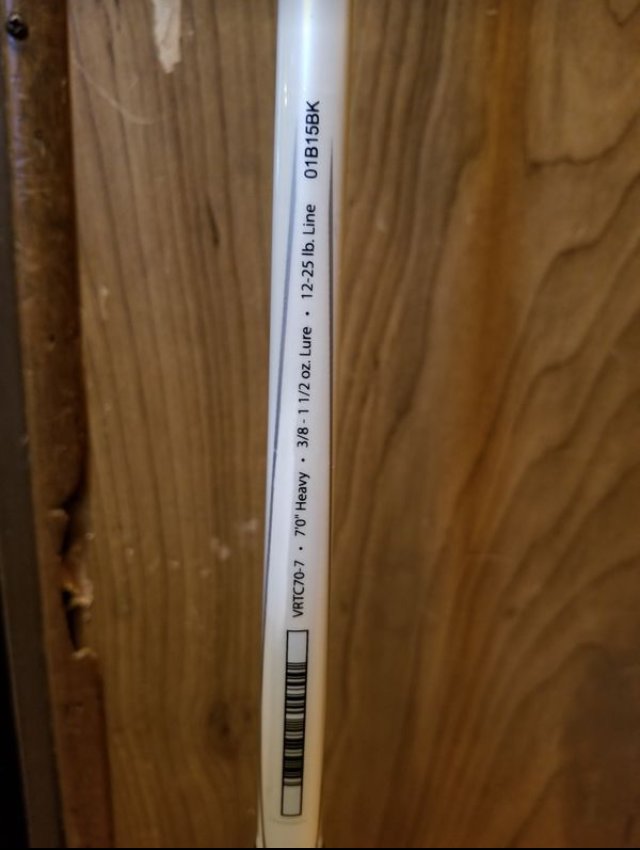 VRTC70-7 • 7'0" Heavy • 3/8 - 1 1/2 oz. Lure • 12-25 lb. Line 01B15BK